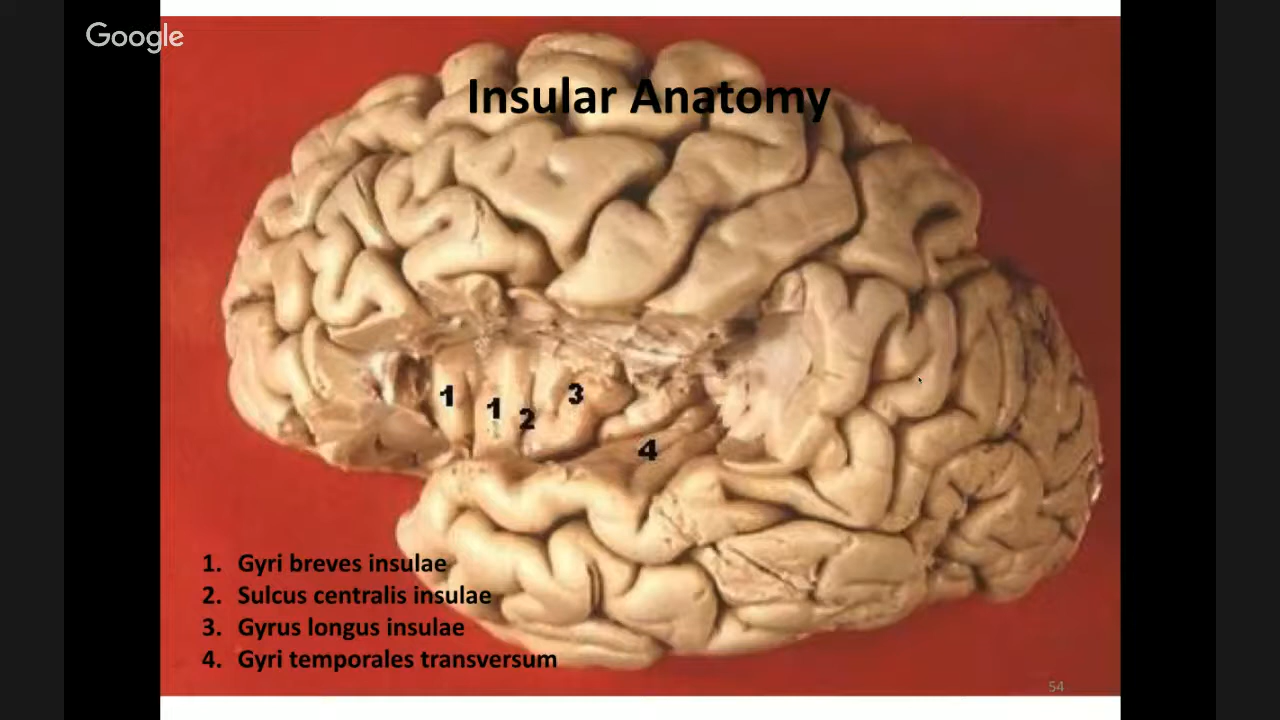 Google
Insular Anatomy
1
1
2
3
4
1. Gyri breves insulae
2. Sulcus centralis insulae
3. Gyrus longus insulae
4. Gyri temporales transversum
54